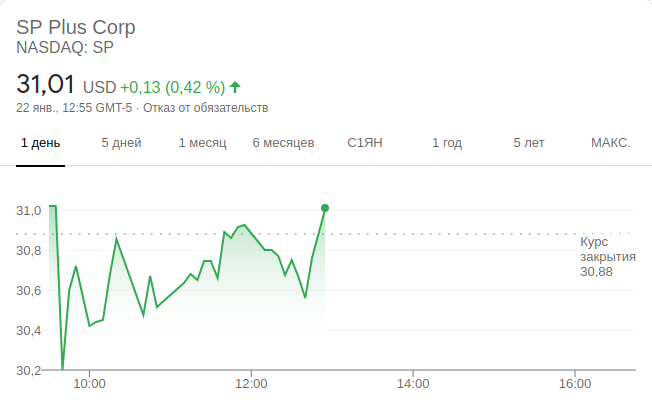 SP Plus Corp
NASDAQ: SP
31,01 USD +0,13 (0,42 %)
22 янв., 12:55 GMT-5 · Отказ от обязательств
1 день 5 дней 1 месяц 6 месяцев С1ЯН 1 год 5 лет МАКС.
31,0
Курс
30,8
закрытия
30,88
30,6
30,4
30,2
10:00 12:00 14:00 16:00